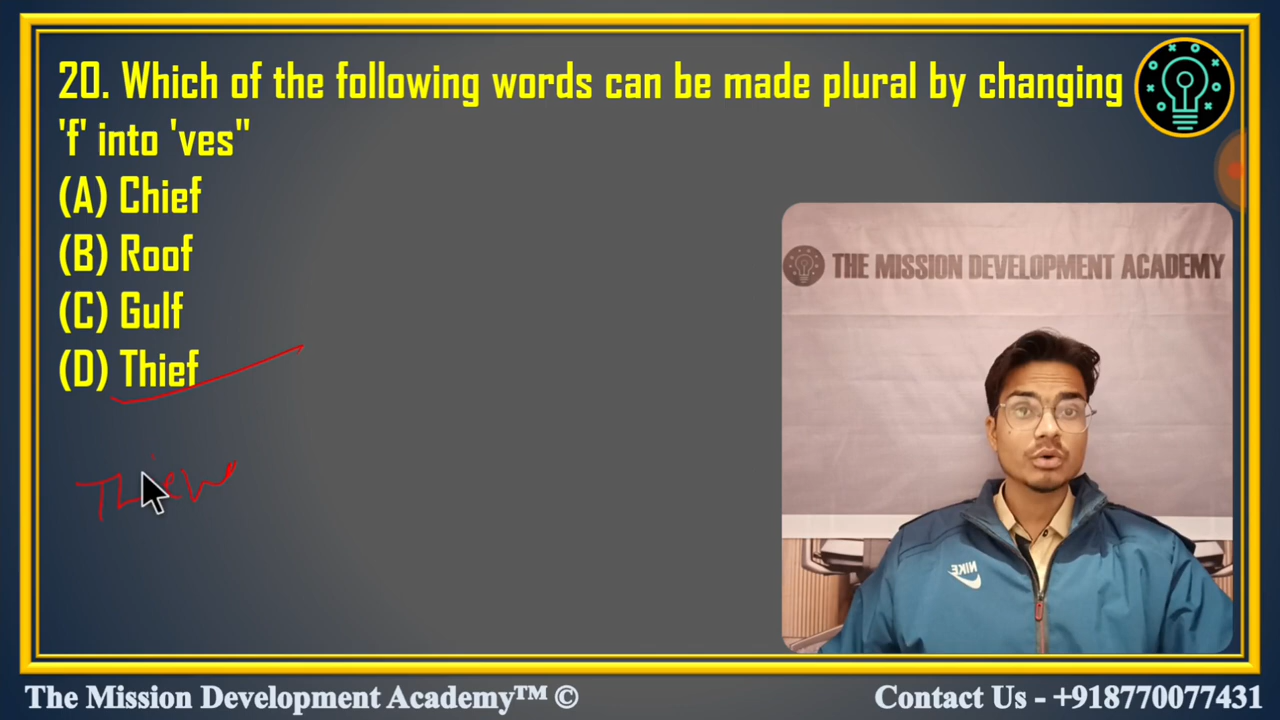 20. Which of the following words can be made plural by changing
'f' into 'ves"
(A) Chief
(B) Roof
(C) Gulf
(D) Thief
THE MISSION DEVELOPMENT ACADEMY
NIKE
The Mission Development Academy™ ©
Contact Us - +918770077431